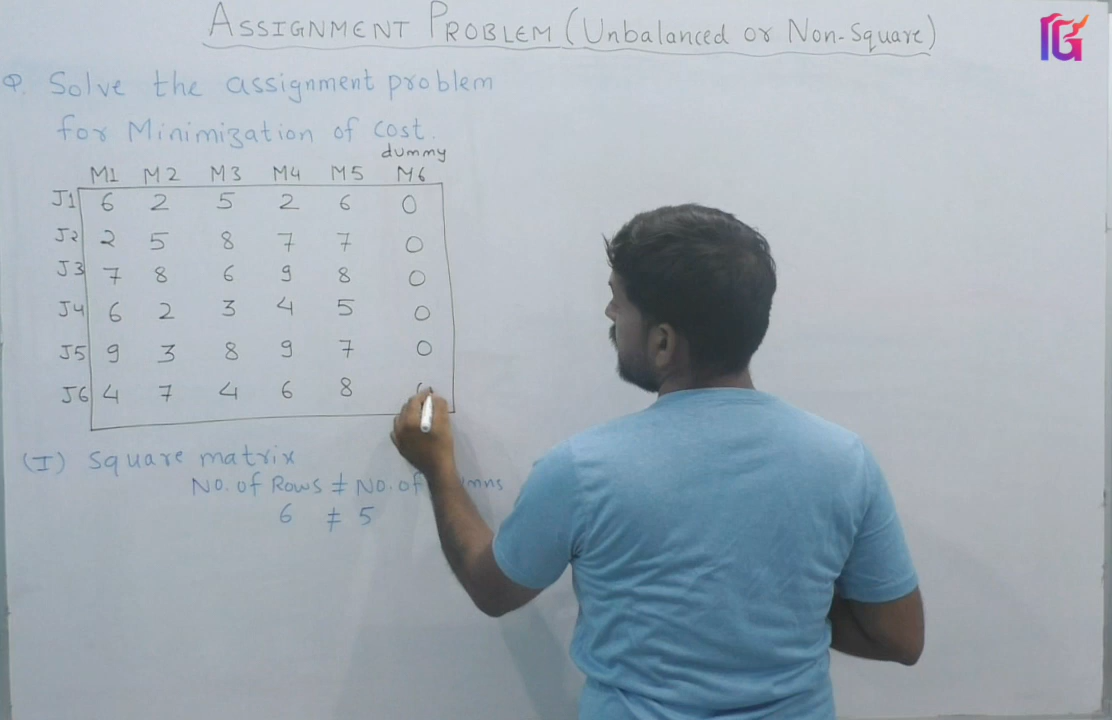 ASSIGNMENT PROBLEM (Unbalanced or Non-Square)
IG
Q. Solve the assignment problem
for Minimization of cost.
dummy
M1 M2 M3 M4 M5 M6
J1 6 2 5 2 6 0
J2 2 5 8 7 7 0
J3 7 8 6 9 8 0
J4 6 2 3 4 5 0
J5 9 3 8 9 7 0
J6 4 7 4 6 8
(I) Square matrix
NO. of Rows ≠ NO. of
6 ≠ 5